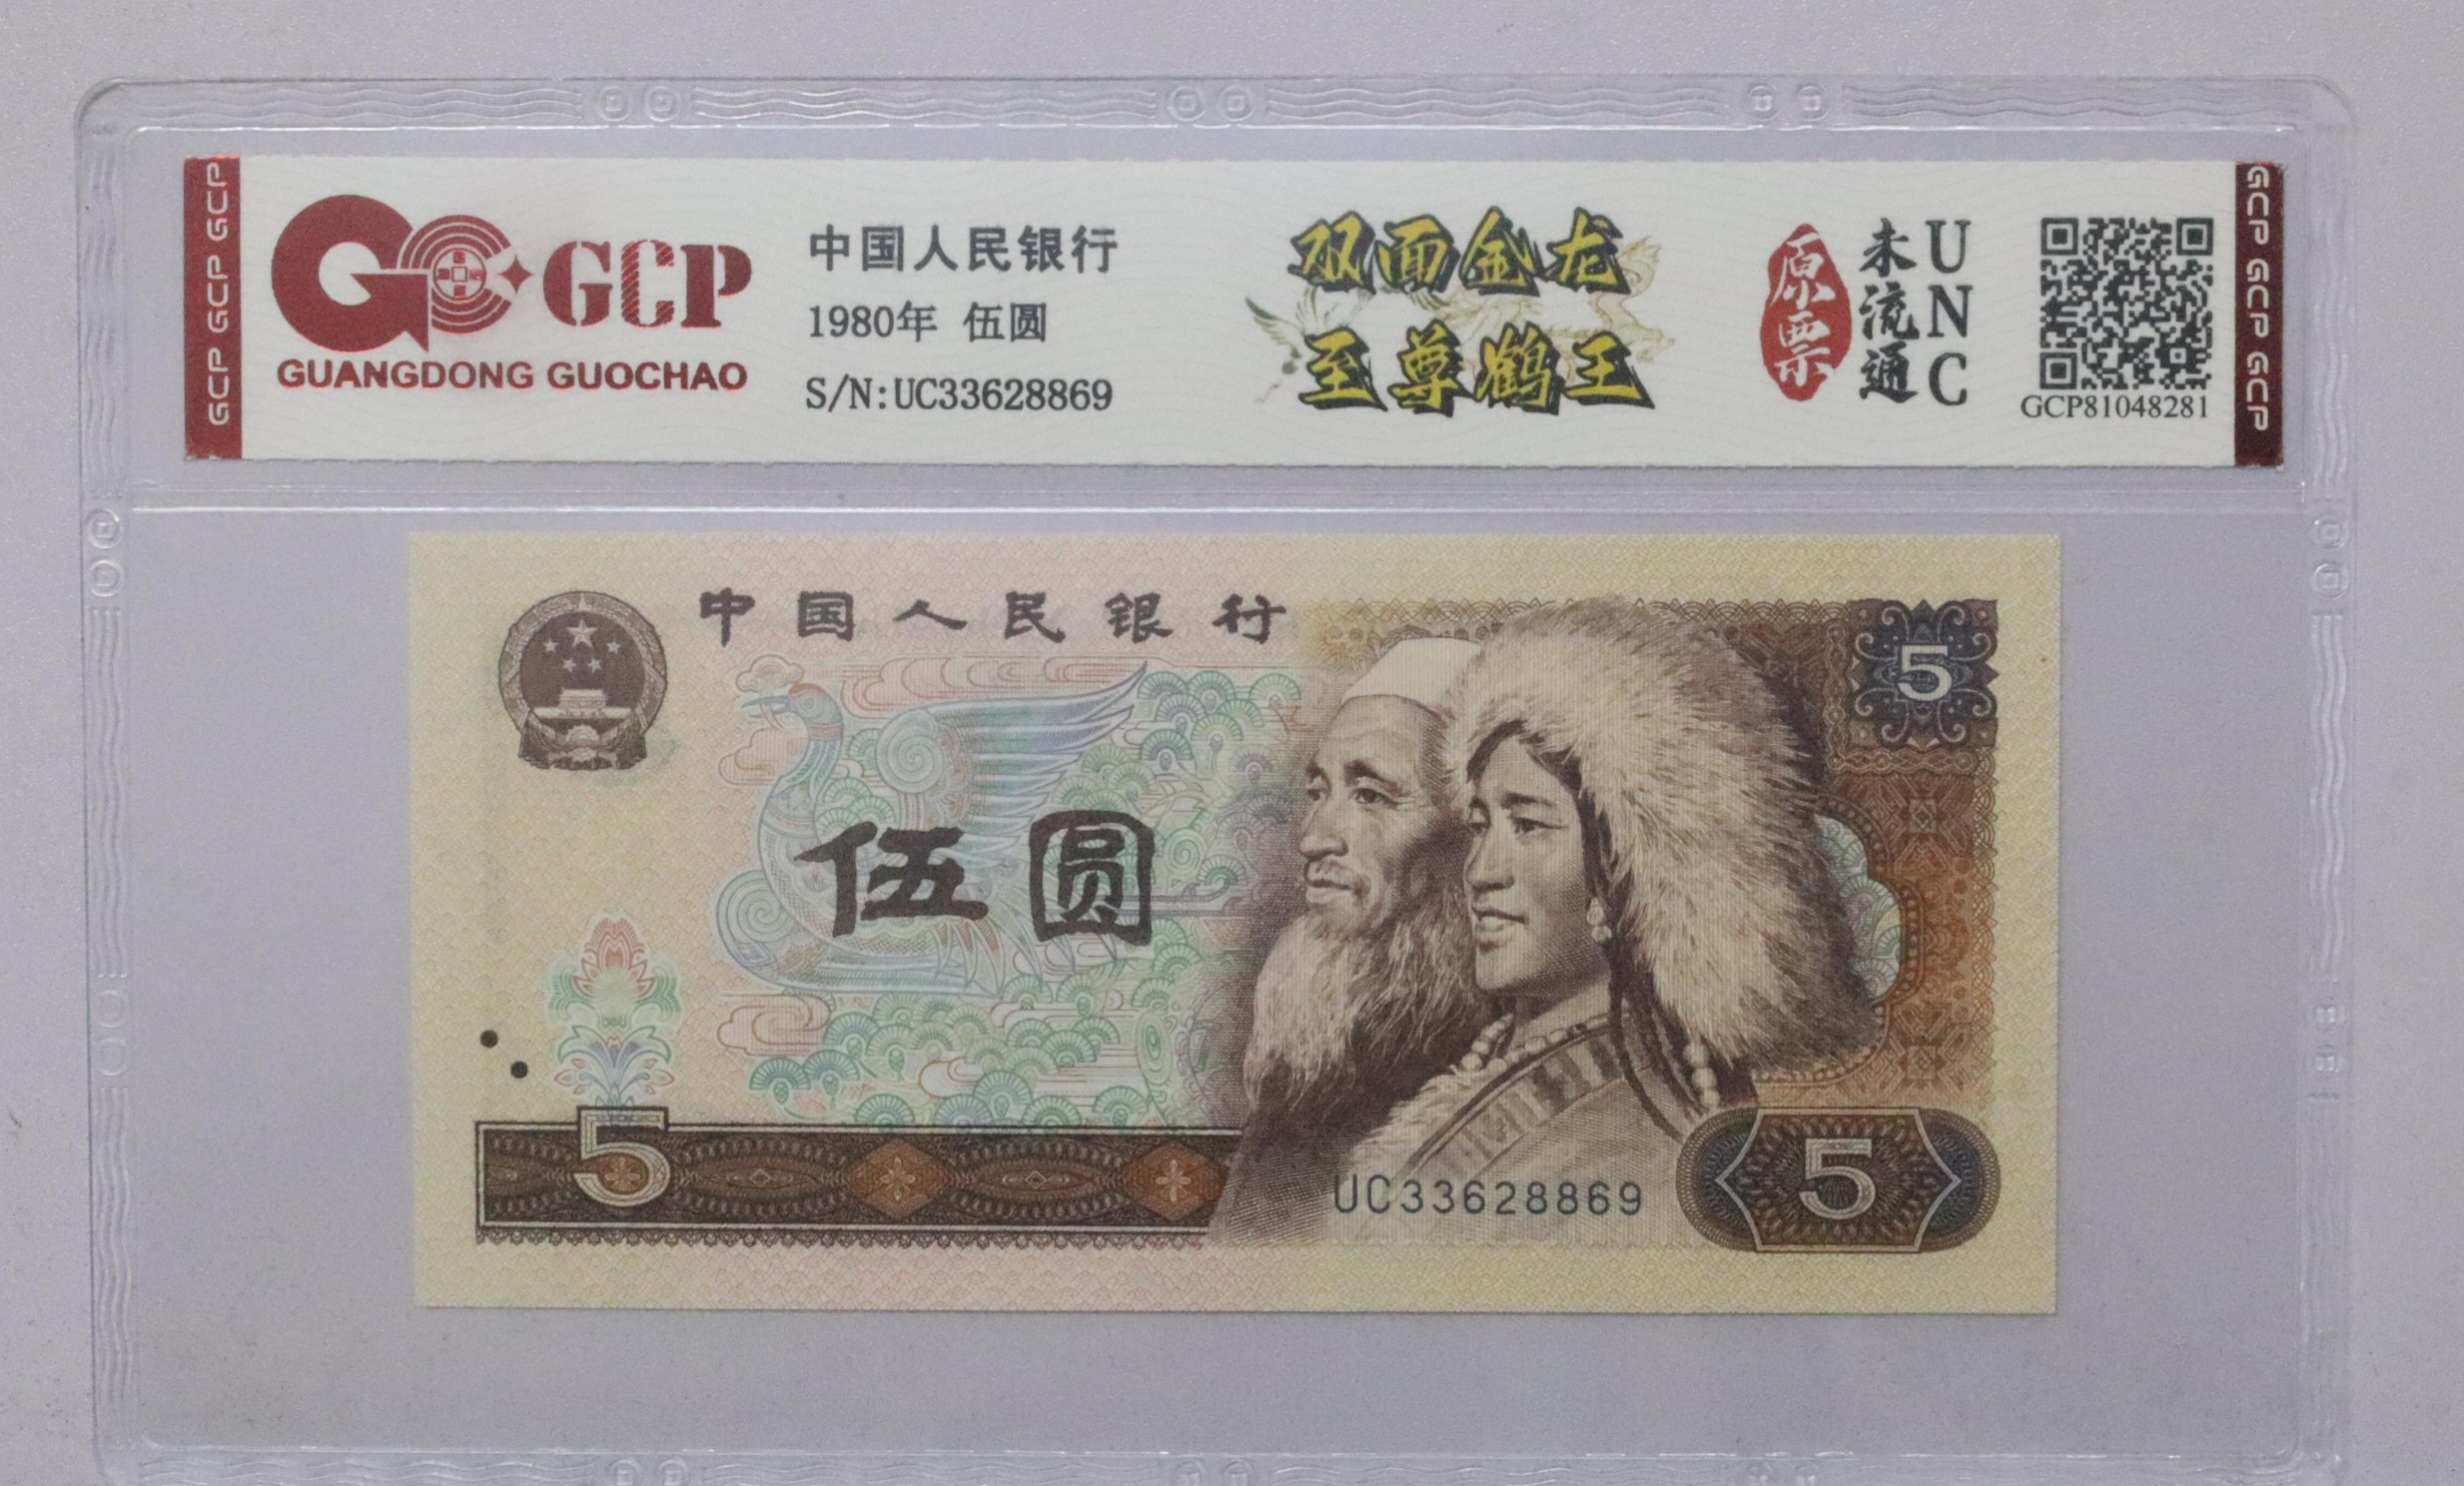 GCP GCP GCP
GCP
GUANGDONG GUOCHAO
中国人民银行
1980年 伍圆
S/N:UC33628869
双面金龙
至尊鹤王
原票
未流通
UNC
GCP81048281
GCP GCP GCP
中国人民银行
5
伍圆
5
UC33628869
5